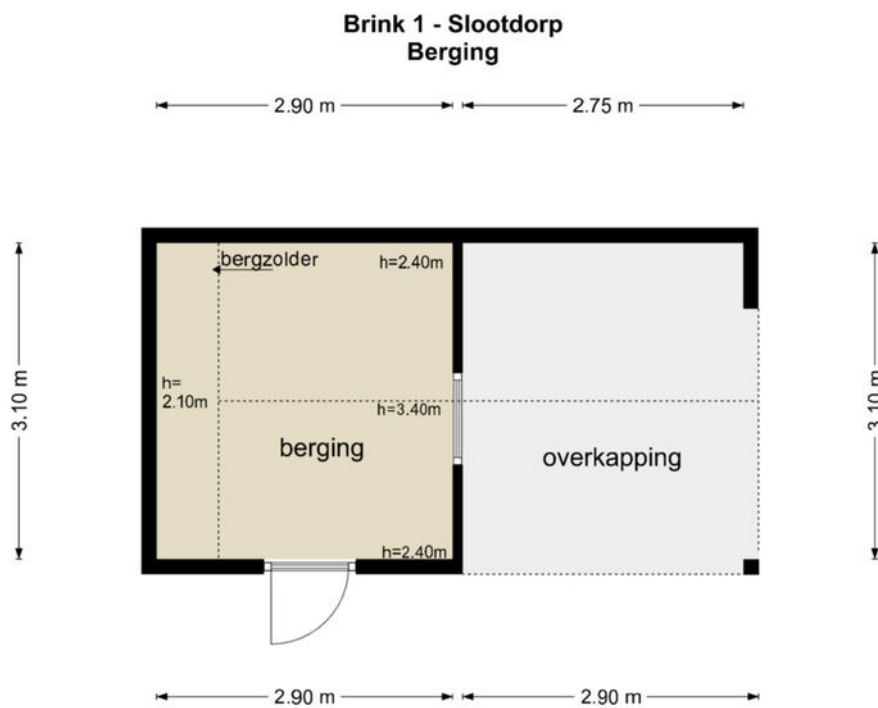 Brink 1 - Slootdorp
Berging
2.90 m
2.75 m
bergzolder
h=2.40m
3.10 m
h=
2.10m
h=3.40m
3.10 m
berging
overkapping
h=2.40m
2.90 m
2.90 m